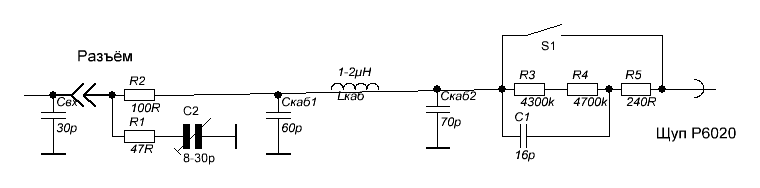 S1
Разъём
1-2μH
R3 R4 R5
R2
Lкаб
Cвх
Cкаб1
Cкаб2
4300k 4700k 240R
100R
C2
C1
30p
R1
60p
70p
Щуп P6020
47R
8-30p
16p